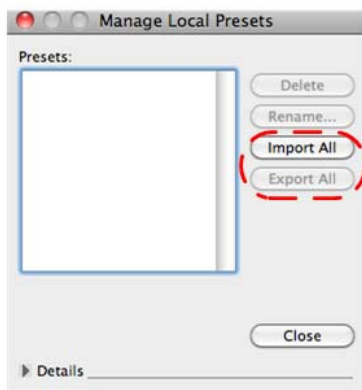 Manage Local Presets
Presets:
Delete
Rename...
Import All
Export All
Close
Details